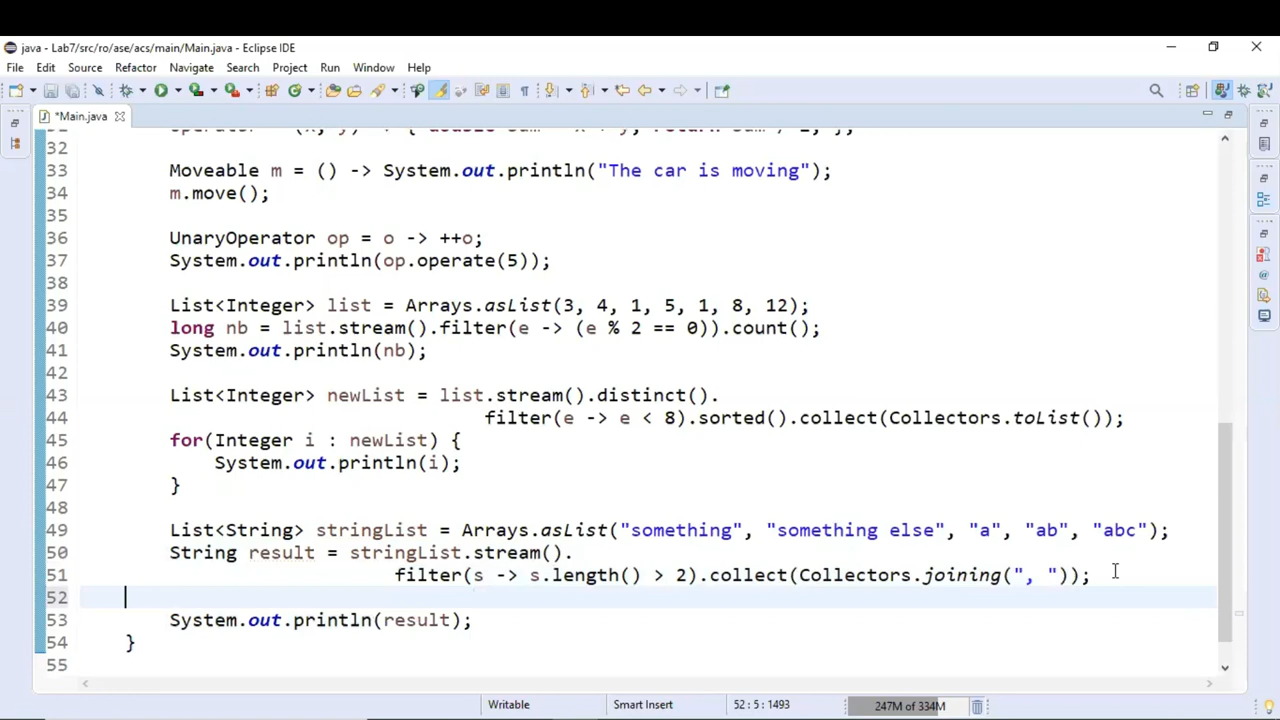 java - Lab7/src/ro/ase/acs/main/Main.java - Eclipse IDE
File Edit Source Refactor Navigate Search Project Run Window Help
*Main.java
32
33 Moveable m = () -> System.out.println("The car is moving");
34 m.move();
35
36 UnaryOperator op = o -> ++o;
37 System.out.println(op.operate(5));
38
39 List<Integer> list = Arrays.asList(3, 4, 1, 5, 1, 8, 12);
40 long nb = list.stream().filter(e -> (e % 2 == 0)).count();
41 System.out.println(nb);
42
43 List<Integer> newList = list.stream().distinct().
44 filter(e -> e < 8).sorted().collect(Collectors.toList());
45 for(Integer i : newList) {
46 System.out.println(i);
47 }
48
49 List<String> stringList = Arrays.asList("something", "something else", "a", "ab", "abc");
50 String result = stringList.stream().
51 filter(s -> s.length() > 2).collect(Collectors.joining(", "));
52
53 System.out.println(result);
54 }
55
Writable Smart Insert 52 : 5 : 1493 247M of 334M